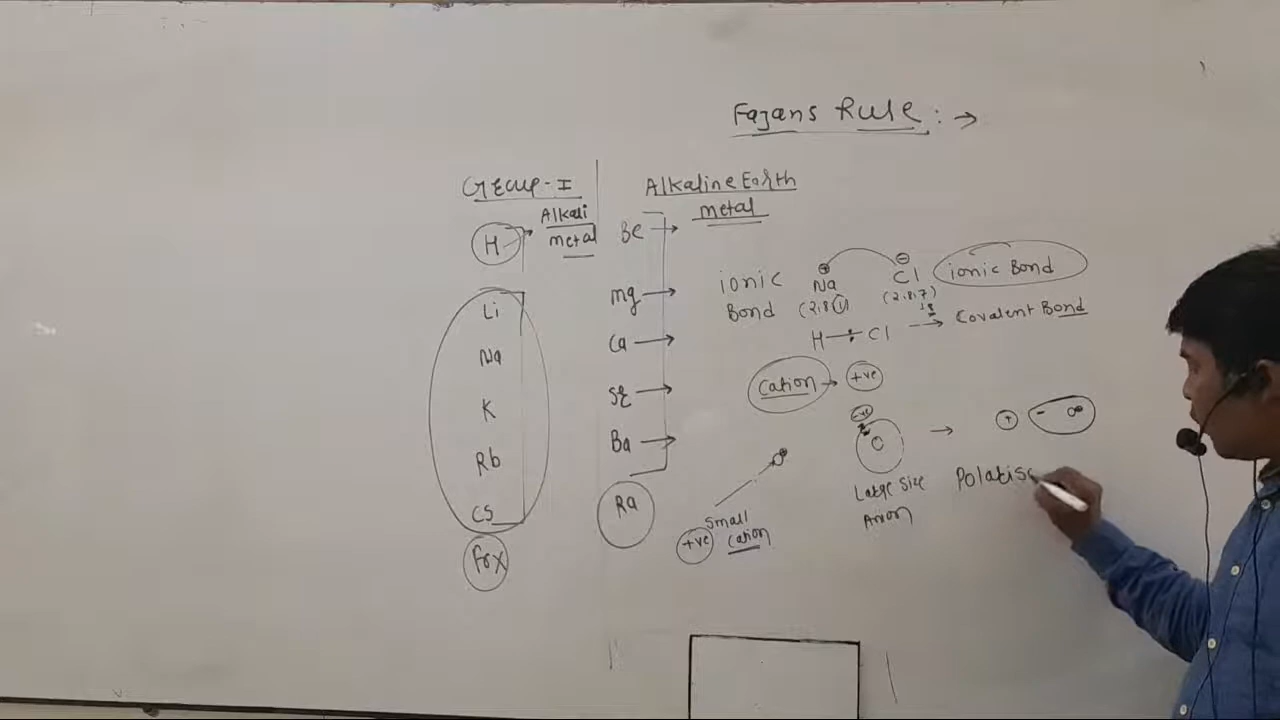 Fajans Rule : →
Group-I
Alkali
metal
H
Li
Na
K
Rb
CS
Fr x
Alkaline Earth
metal
Be →
mg →
Ca →
Sr →
Ba →
Ra
ionic
Bond
⊕ ⊖
Na Cl
(2.8.1) (2.8.7)
18
ionic Bond
H — Cl → Covalent Bond
Cation → +ve
-ve
+ -
Small
+ve Cation
Large Size
Anion
Polaris